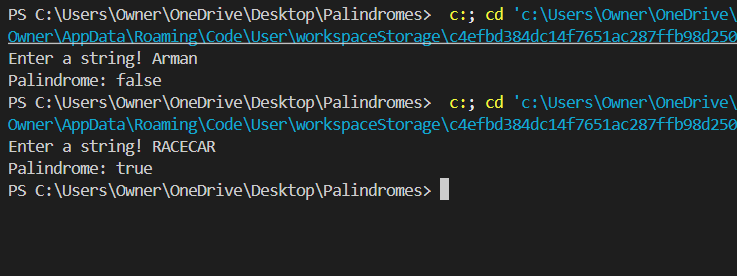 PS C:\Users\Owner\OneDrive\Desktop\Palindromes>  c:; cd 'c:\Users\Owner\OneDrive\
Owner\AppData\Roaming\Code\User\workspaceStorage\c4efbd384dc14f7651ac287ffb98d250
Enter a string! Arman
Palindrome: false
PS C:\Users\Owner\OneDrive\Desktop\Palindromes>  c:; cd 'c:\Users\Owner\OneDrive\
Owner\AppData\Roaming\Code\User\workspaceStorage\c4efbd384dc14f7651ac287ffb98d250
Enter a string! RACECAR
Palindrome: true
PS C:\Users\Owner\OneDrive\Desktop\Palindromes>